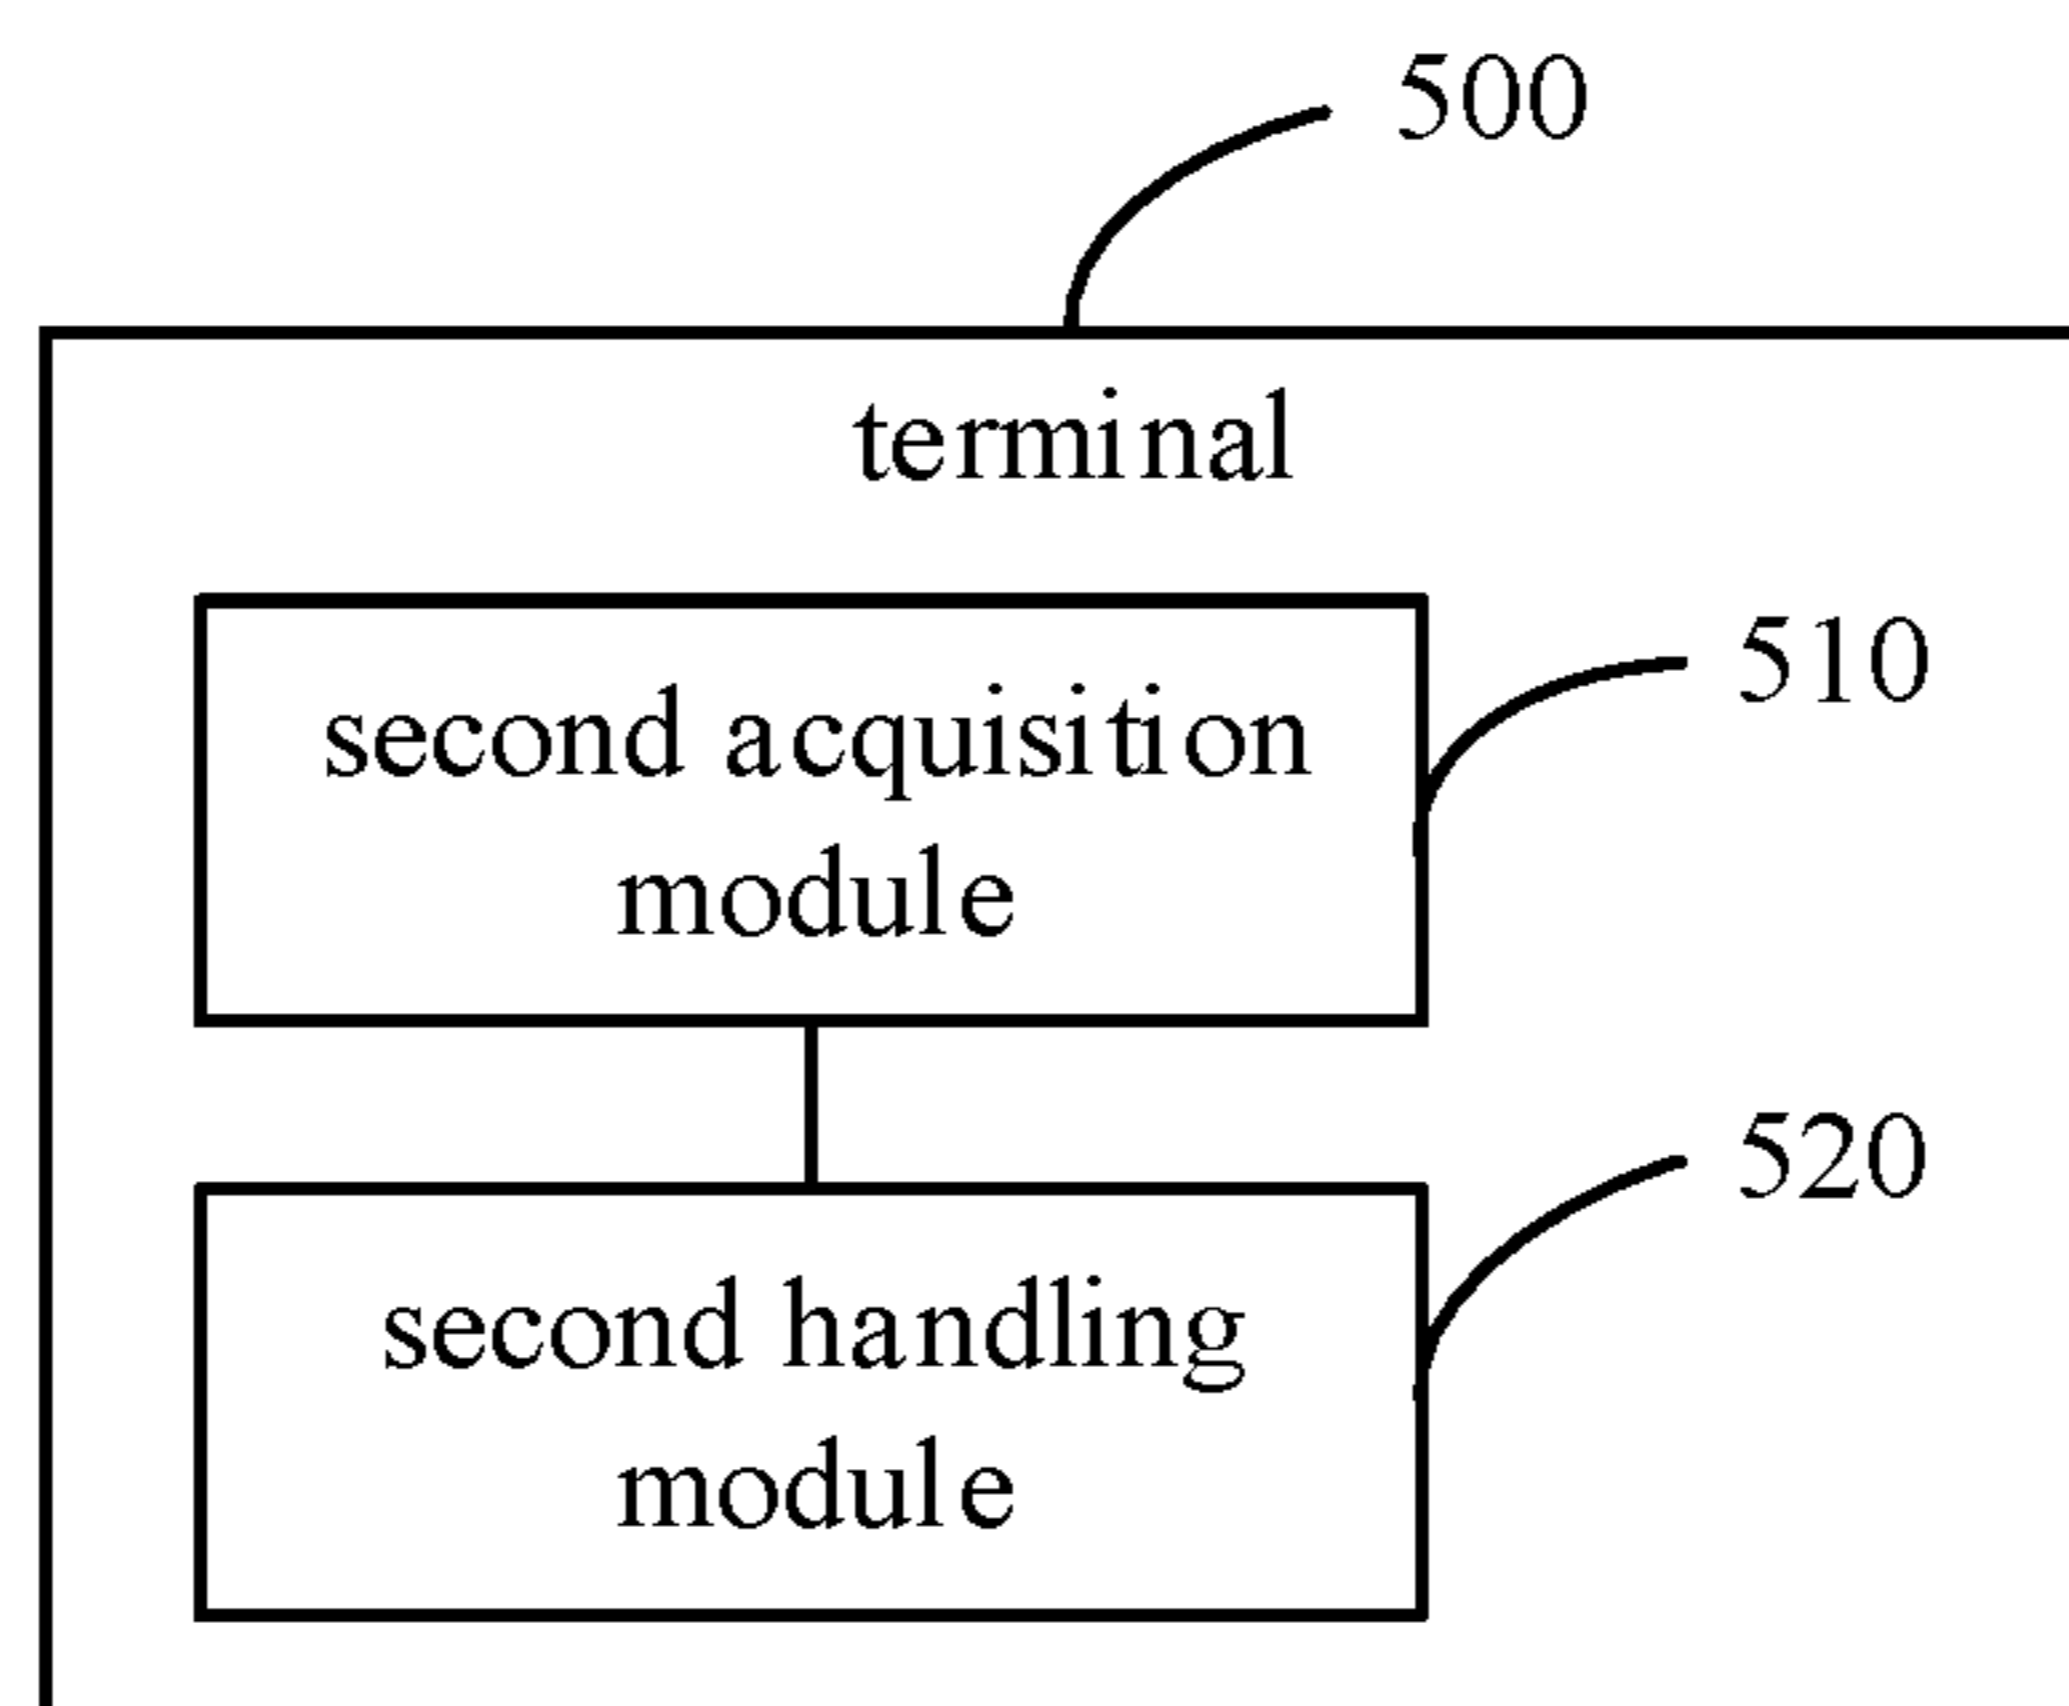 500
terminal
510
second acquisition
module
520
second handling
module